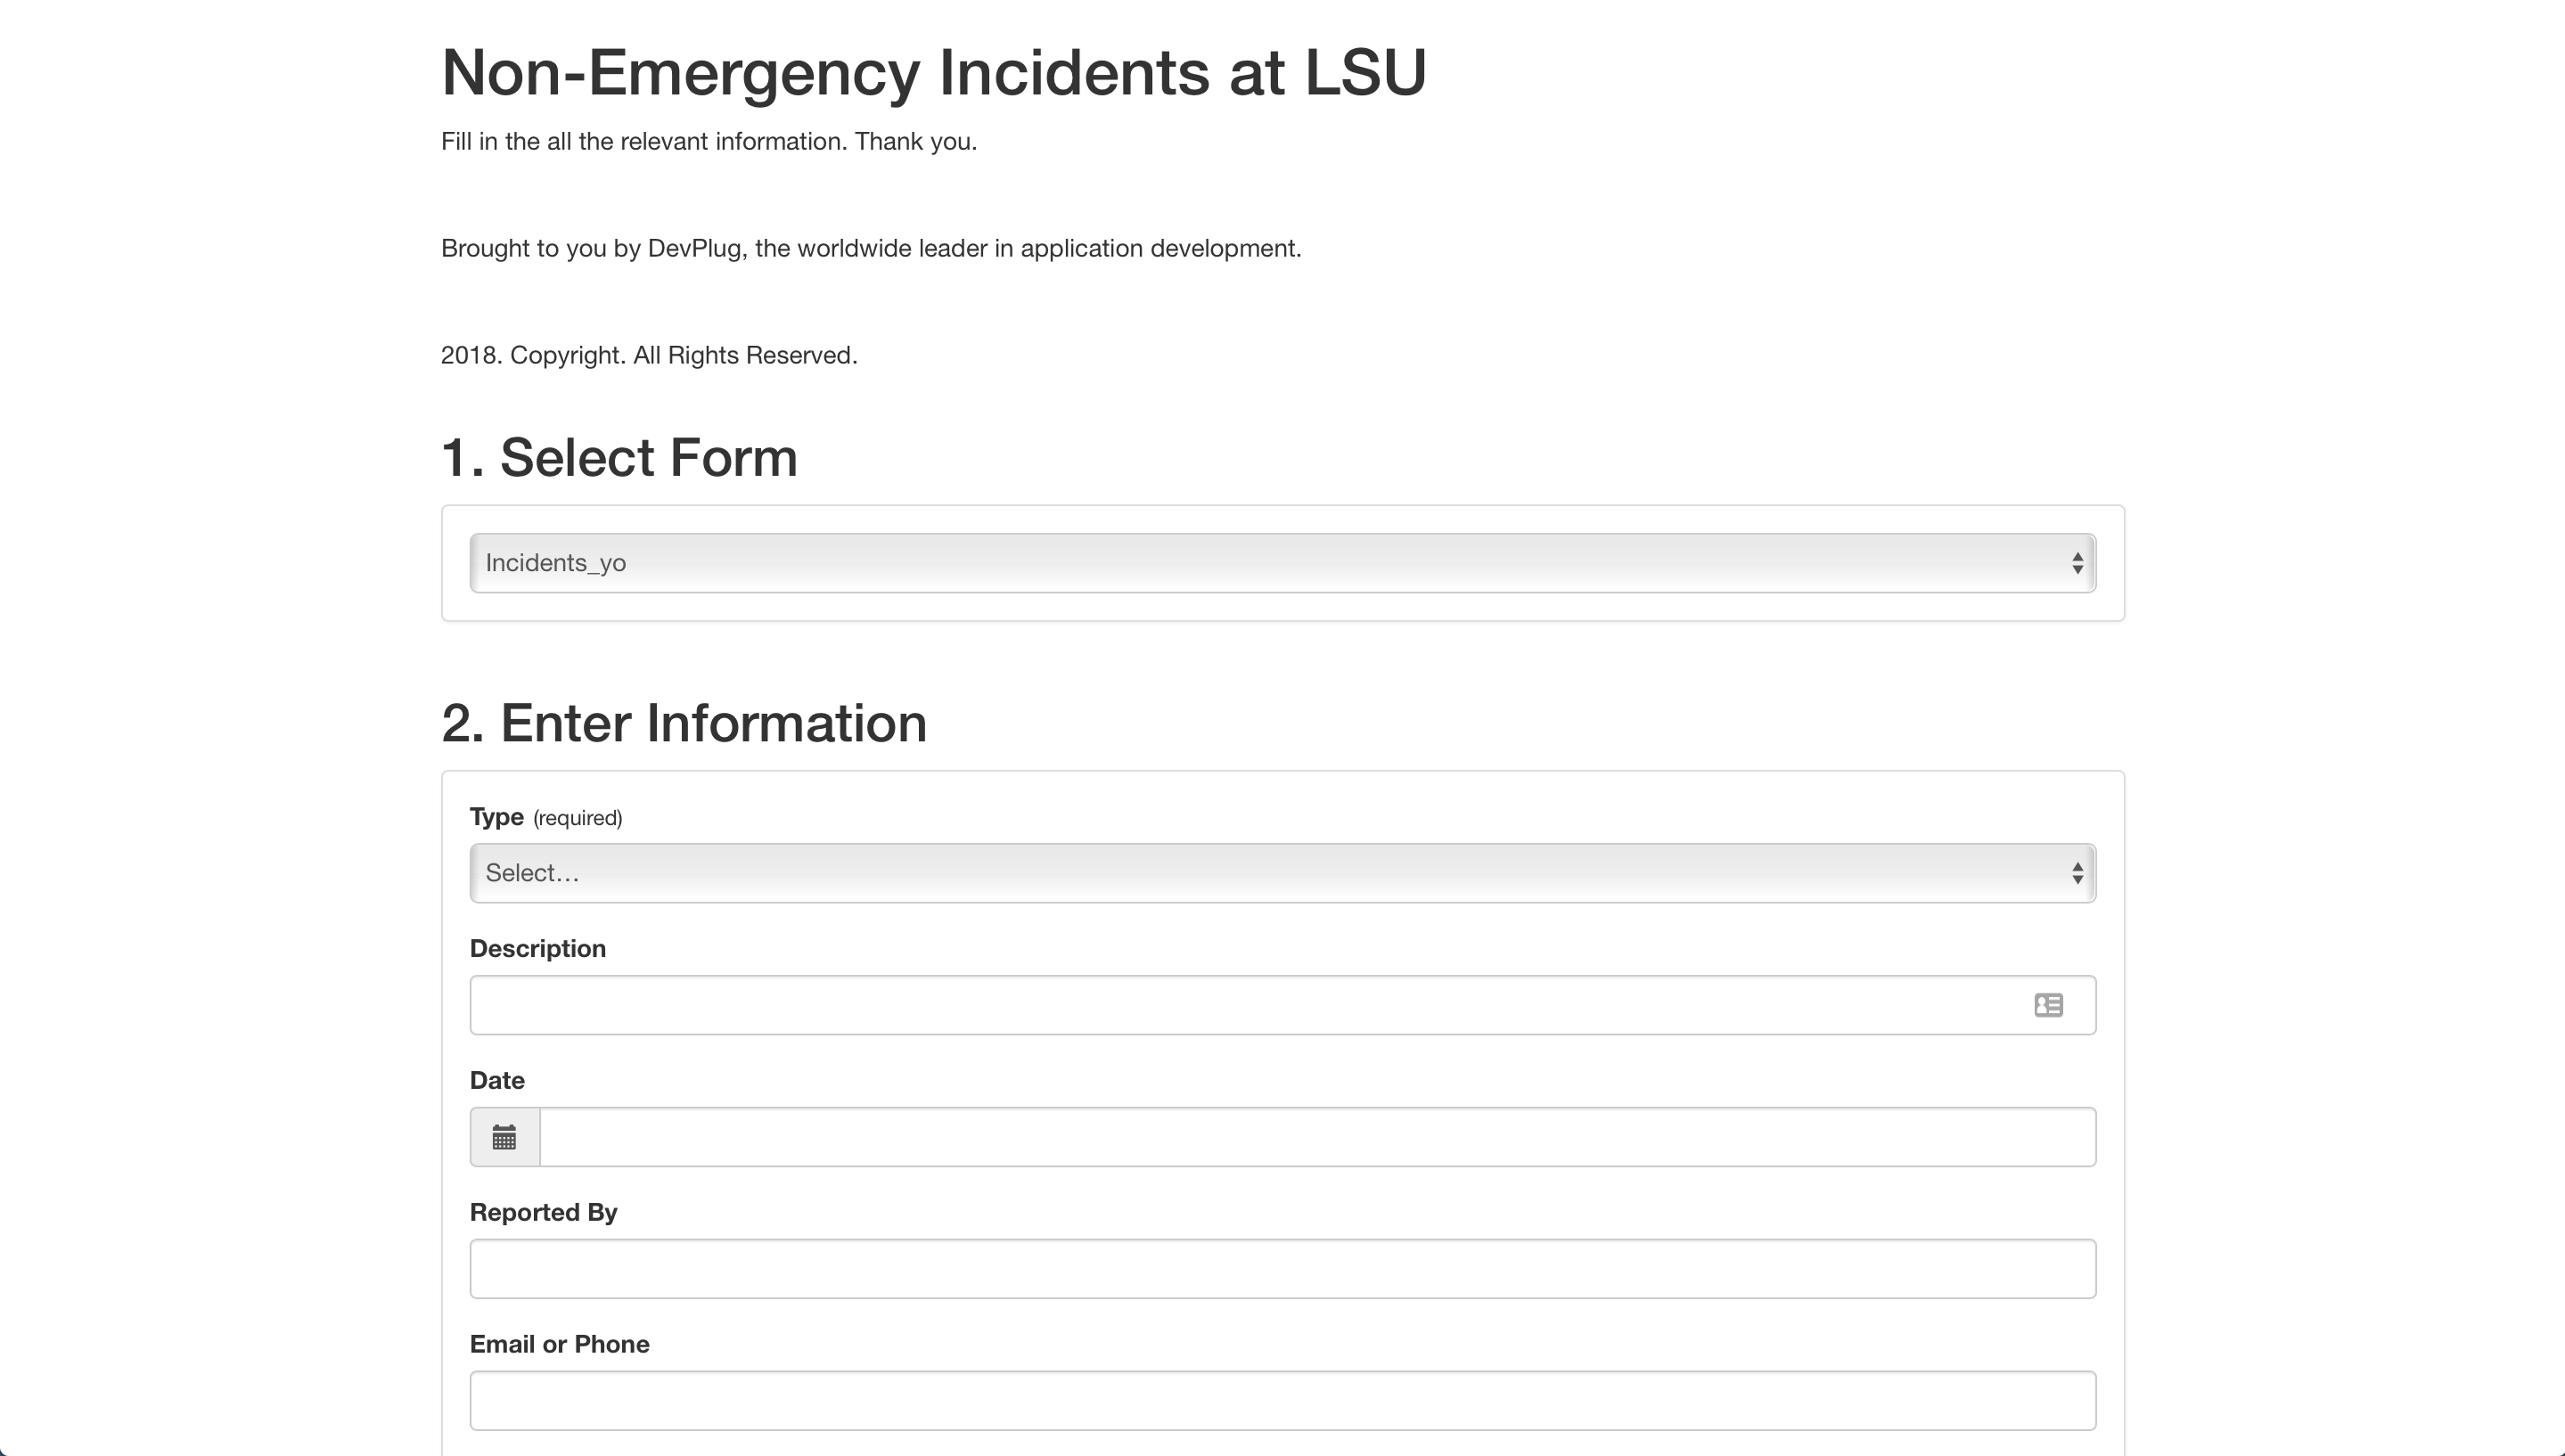 Non-Emergency Incidents at LSU
Fill in the all the relevant information. Thank you.
Brought to you by DevPlug, the worldwide leader in application development.
2018. Copyright. All Rights Reserved.
1. Select Form
Incidents_yo
2. Enter Information
Type (required)
Select...
Description
Date
Reported By
Email or Phone